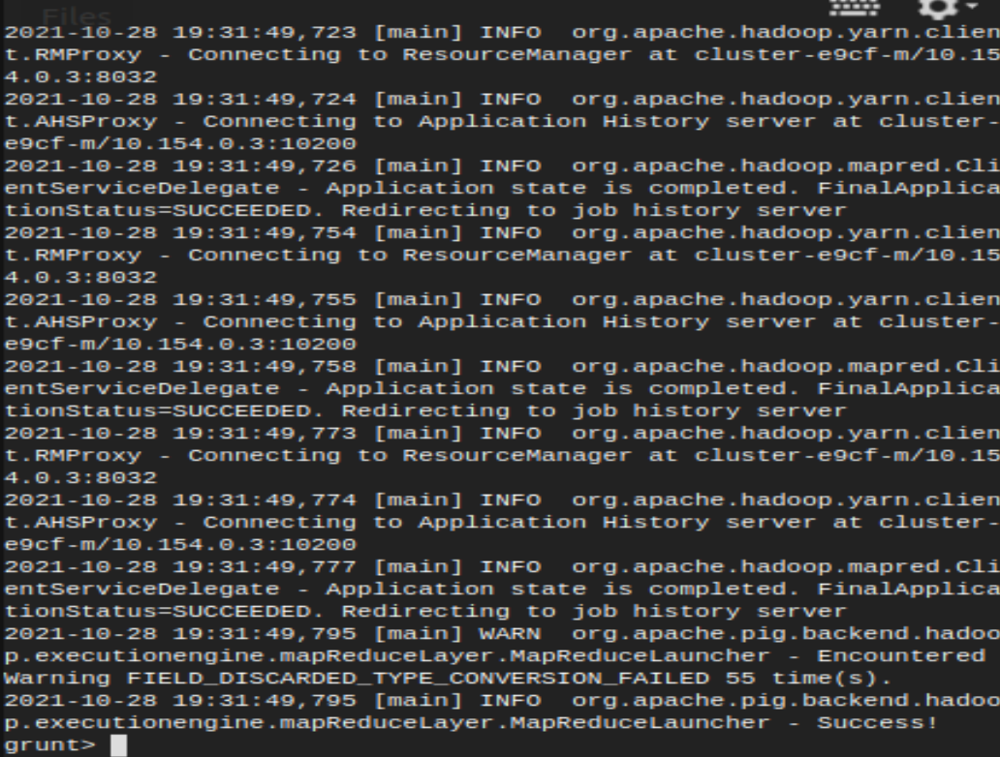 Files
2021-10-28 19:31:49,723 [main] INFO  org.apache.hadoop.yarn.clien
t.RMProxy - Connecting to ResourceManager at cluster-e9cf-m/10.15
4.0.3:8032
2021-10-28 19:31:49,724 [main] INFO  org.apache.hadoop.yarn.clien
t.AHSProxy - Connecting to Application History server at cluster-
e9cf-m/10.154.0.3:10200
2021-10-28 19:31:49,726 [main] INFO  org.apache.hadoop.mapred.Cli
entServiceDelegate - Application state is completed. FinalApplica
tionStatus=SUCCEEDED. Redirecting to job history server
2021-10-28 19:31:49,754 [main] INFO  org.apache.hadoop.yarn.clien
t.RMProxy - Connecting to ResourceManager at cluster-e9cf-m/10.15
4.0.3:8032
2021-10-28 19:31:49,755 [main] INFO  org.apache.hadoop.yarn.clien
t.AHSProxy - Connecting to Application History server at cluster-
e9cf-m/10.154.0.3:10200
2021-10-28 19:31:49,758 [main] INFO  org.apache.hadoop.mapred.Cli
entServiceDelegate - Application state is completed. FinalApplica
tionStatus=SUCCEEDED. Redirecting to job history server
2021-10-28 19:31:49,773 [main] INFO  org.apache.hadoop.yarn.clien
t.RMProxy - Connecting to ResourceManager at cluster-e9cf-m/10.15
4.0.3:8032
2021-10-28 19:31:49,774 [main] INFO  org.apache.hadoop.yarn.clien
t.AHSProxy - Connecting to Application History server at cluster-
e9cf-m/10.154.0.3:10200
2021-10-28 19:31:49,777 [main] INFO  org.apache.hadoop.mapred.Cli
entServiceDelegate - Application state is completed. FinalApplica
tionStatus=SUCCEEDED. Redirecting to job history server
2021-10-28 19:31:49,795 [main] WARN  org.apache.pig.backend.hadoo
p.executionengine.mapReduceLayer.MapReduceLauncher - Encountered
Warning FIELD_DISCARDED_TYPE_CONVERSION_FAILED 55 time(s).
2021-10-28 19:31:49,795 [main] INFO  org.apache.pig.backend.hadoo
p.executionengine.mapReduceLayer.MapReduceLauncher - Success!
grunt>